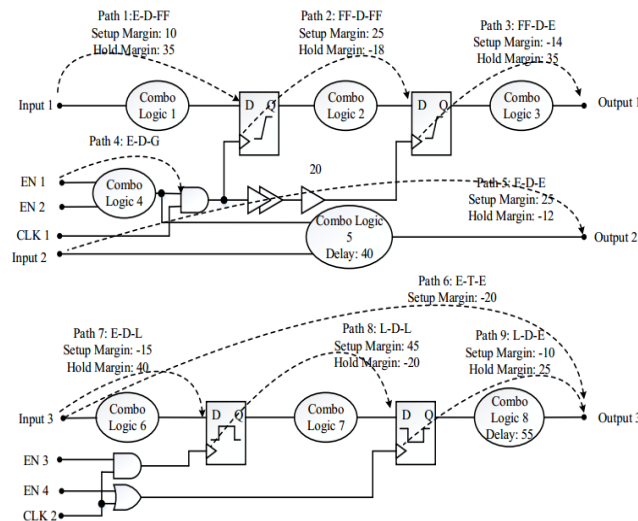 Path 1:E-D-FF
Setup Margin: 10
Hold Margin: 35
Path 2: FF-D-FF
Setup Margin: 25
Hold Margin: -18
Path 3: FF-D-E
Setup Margin: -14
Hold Margin: 35
Input 1
Combo
Logic 1
D Q
Combo
Logic 2
D Q
Combo
Logic 3
Output 1
Path 4: E-D-G
20
EN 1
EN 2
Combo
Logic 4
Path 5: E-D-E
Setup Margin: 25
Hold Margin: -12
CLK 1
Input 2
Combo Logic
5
Delay: 40
Output 2
Path 6: E-T-E
Setup Margin: -20
Path 7: E-D-L
Setup Margin: -15
Hold Margin: 40
Path 8: L-D-L
Setup Margin: 45
Hold Margin: -20
Path 9: L-D-E
Setup Margin: -10
Hold Margin: 25
Input 3
Combo
Logic 6
D Q
Combo
Logic 7
D Q
Combo
Logic 8
Delay: 55
Output 3
EN 3
EN 4
CLK 2